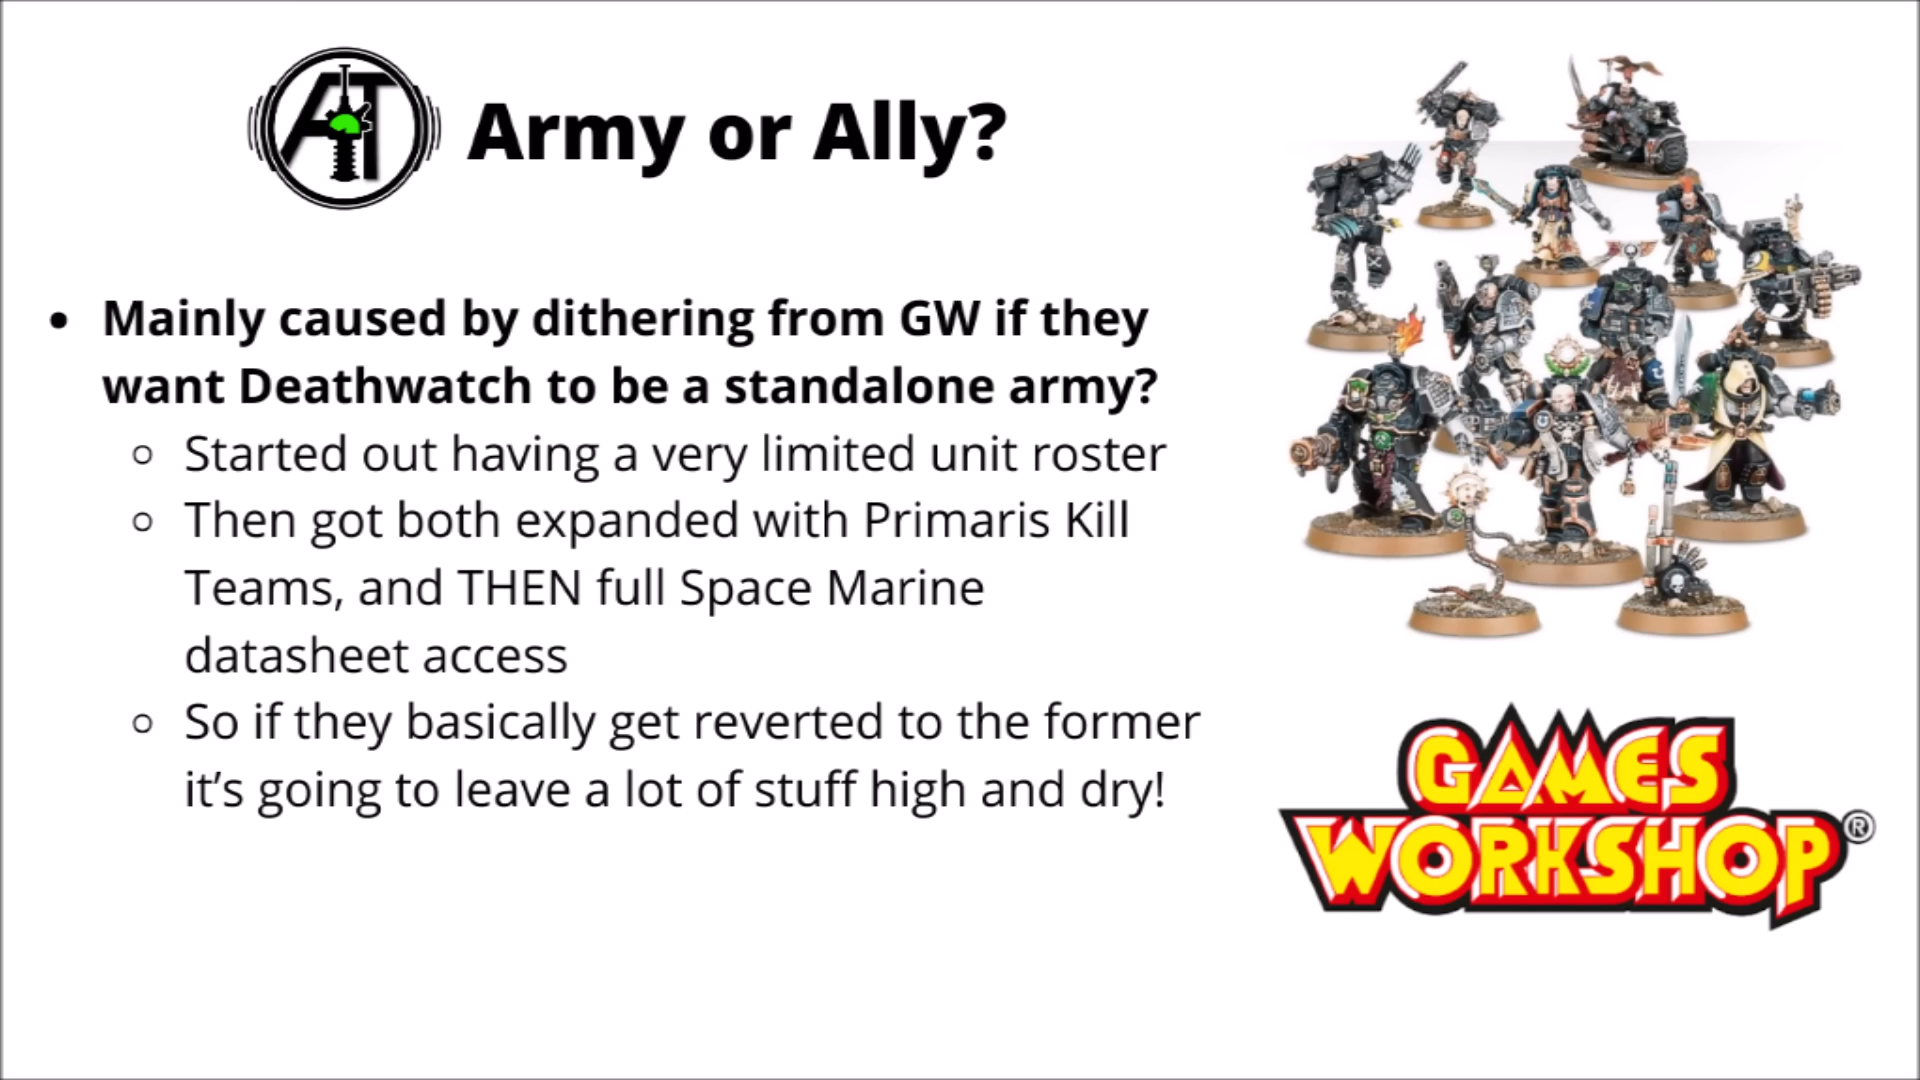 AT
Army or Ally?
• Mainly caused by dithering from GW if they
want Deathwatch to be a standalone army?
○ Started out having a very limited unit roster
○ Then got both expanded with Primaris Kill
Teams, and THEN full Space Marine
datasheet access
○ So if they basically get reverted to the former
it’s going to leave a lot of stuff high and dry!
GAMES
WORKSHOP®